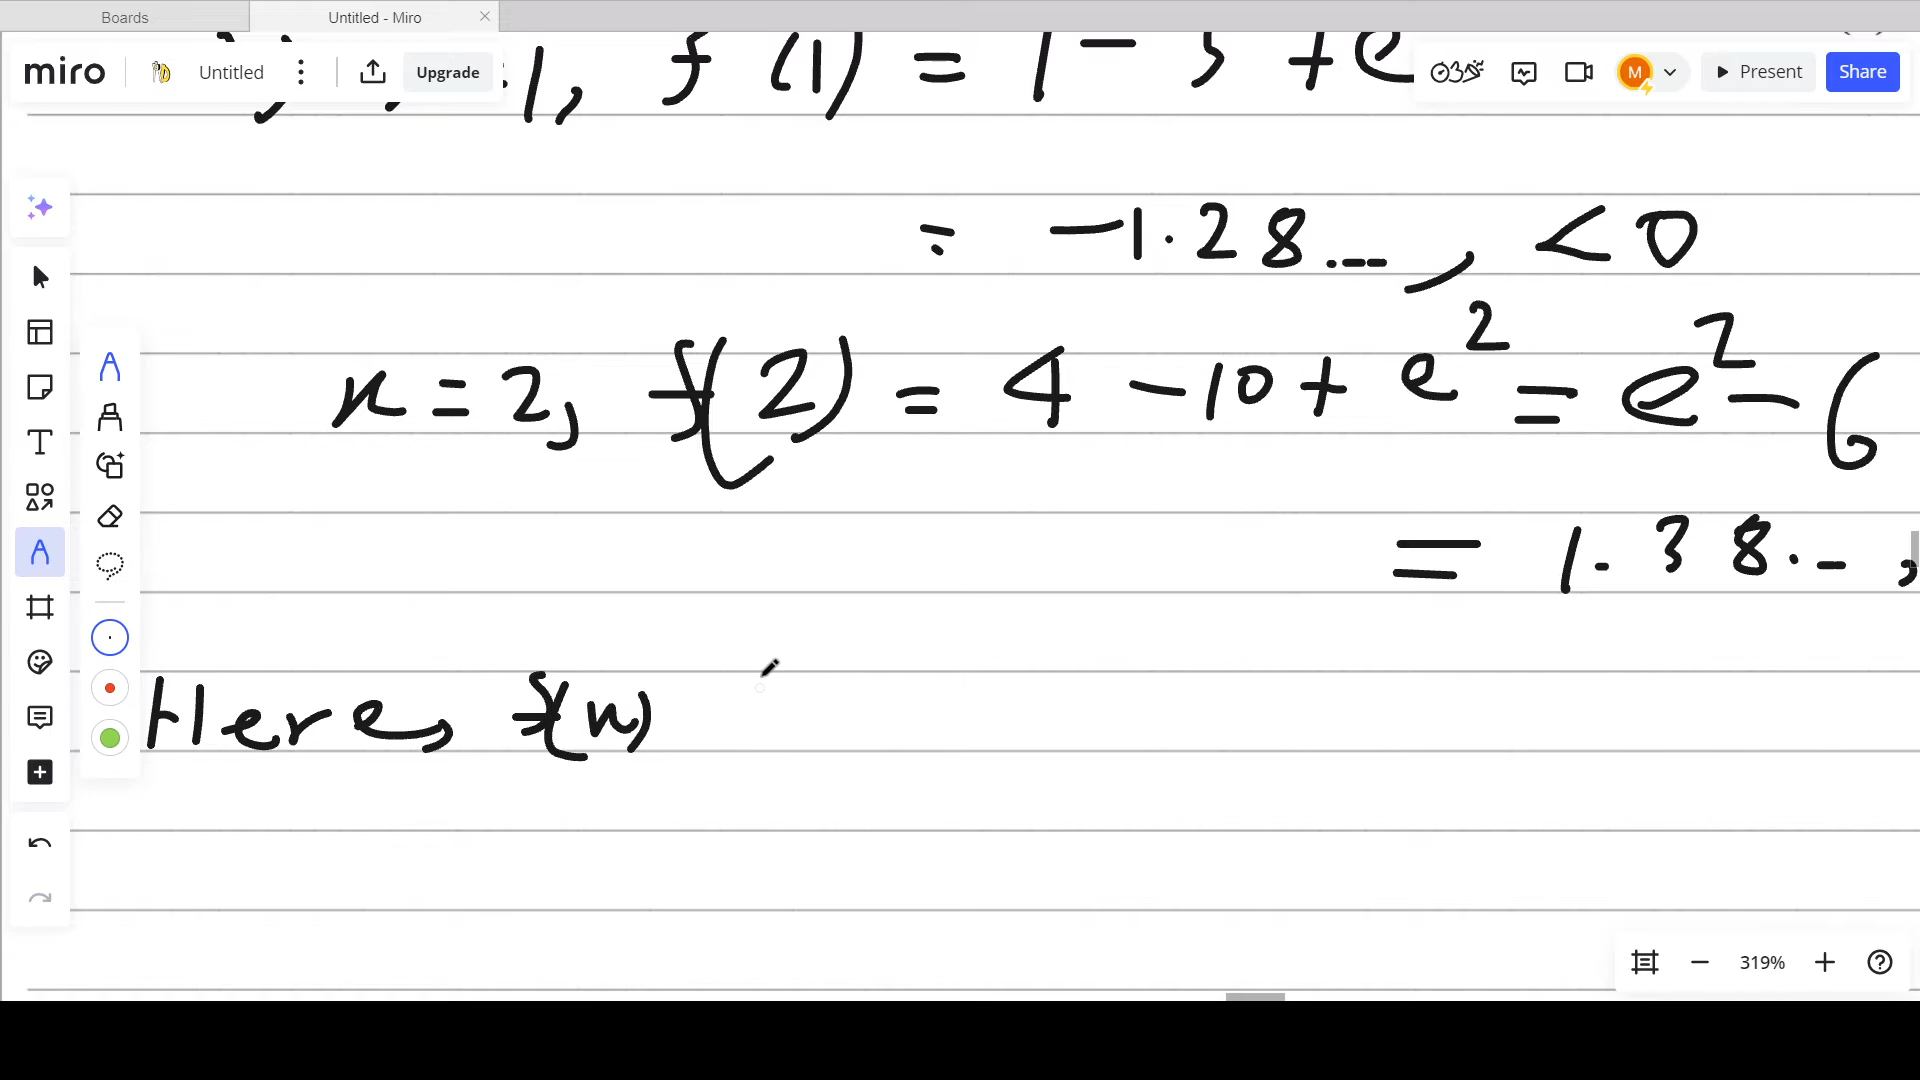 Boards
Untitled - Miro
miro
Untitled
Upgrade
Present
Share
1, f(1) = 1 - 5 + e
= -1.28..., < 0
x = 2, f(2) = 4 - 10 + e² = e² - 6
= 1.38... ,
Here, f(x)
319%